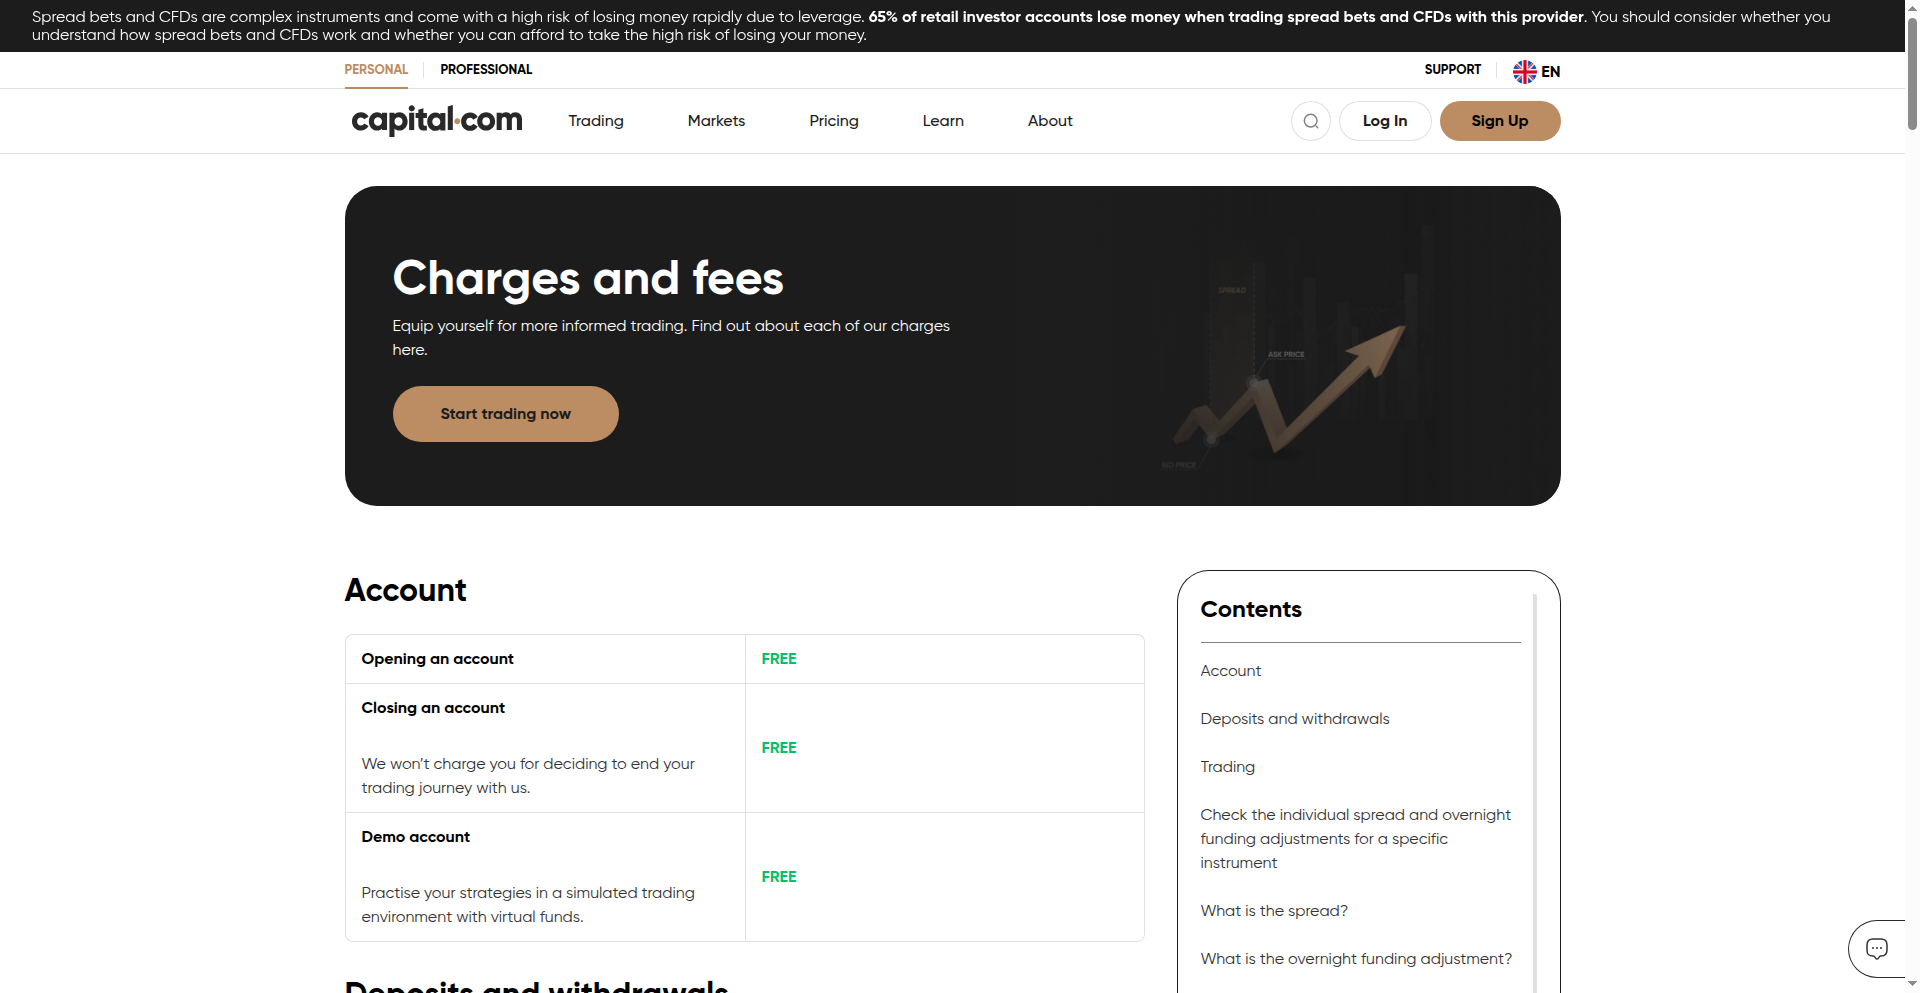 Spread bets and CFDs are complex instruments and come with a high risk of losing money rapidly due to leverage. 65% of retail investor accounts lose money when trading spread bets and CFDs with this provider. You should consider whether you
understand how spread bets and CFDs work and whether you can afford to take the high risk of losing your money.
PERSONAL
PROFESSIONAL
SUPPORT
EN
capital.com
Trading
Markets
Pricing
Learn
About
Log In
Sign Up
Charges and fees
Equip yourself for more informed trading. Find out about each of our charges
here.
Start trading now
SPREAD
ASK PRICE
BID PRICE
Account
Opening an account
FREE
Closing an account
We won’t charge you for deciding to end your
trading journey with us.
FREE
Demo account
Practise your strategies in a simulated trading
environment with virtual funds.
FREE
Deposits and withdrawals
Contents
Account
Deposits and withdrawals
Trading
Check the individual spread and overnight
funding adjustments for a specific
instrument
What is the spread?
What is the overnight funding adjustment?